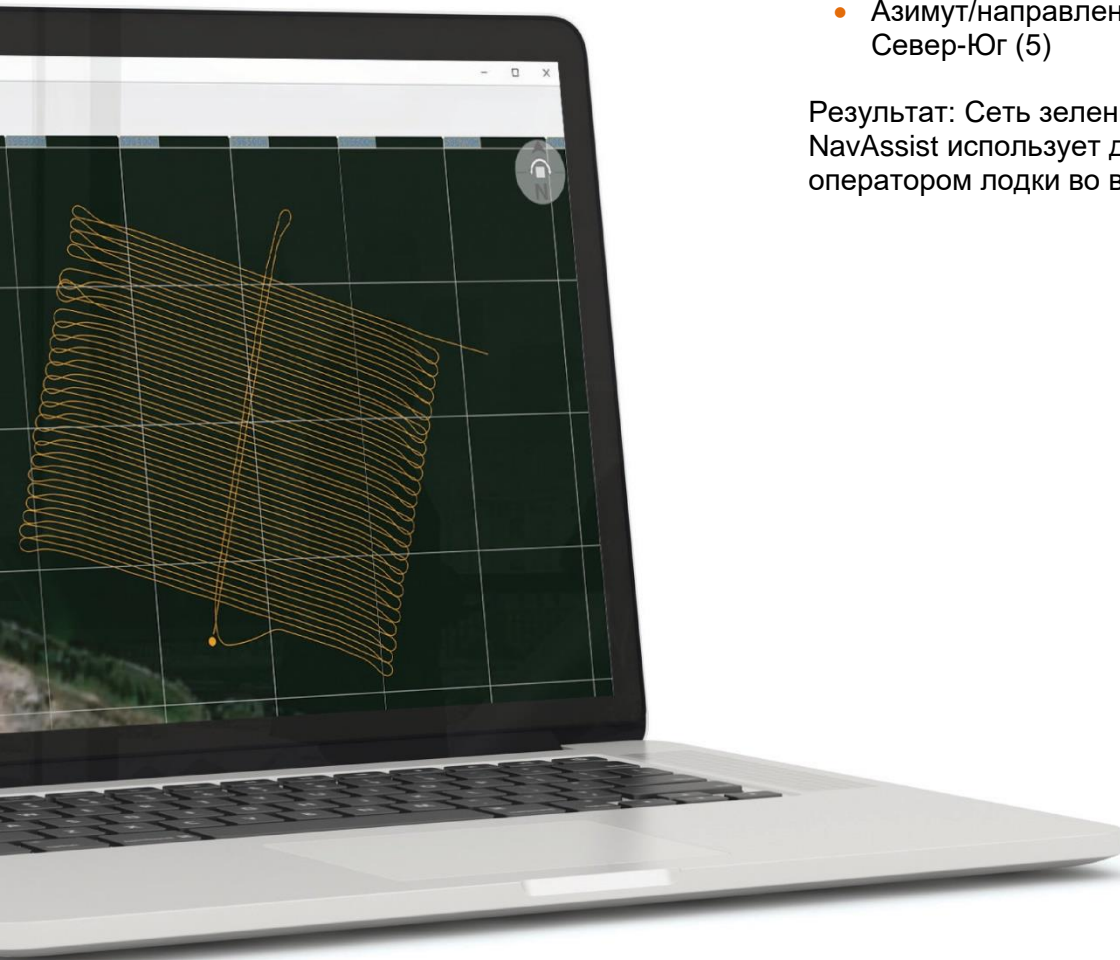 Азимут/направлен
Север-Юг (5)
Результат: Сеть зелен
NavAssist использует д
оператором лодки во в
N